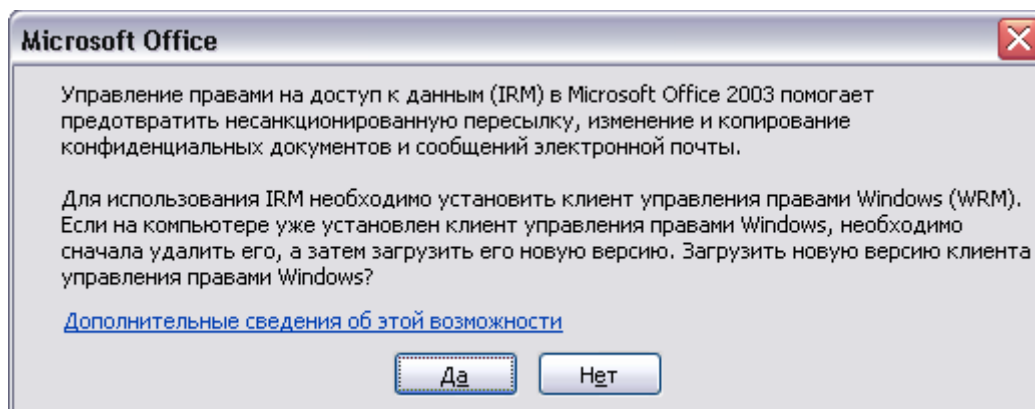 Microsoft Office
Управление правами на доступ к данным (IRM) в Microsoft Office 2003 помогает
предотвратить несанкционированную пересылку, изменение и копирование
конфиденциальных документов и сообщений электронной почты.
Для использования IRM необходимо установить клиент управления правами Windows (WRM).
Если на компьютере уже установлен клиент управления правами Windows, необходимо
сначала удалить его, а затем загрузить его новую версию. Загрузить новую версию клиента
управления правами Windows?
Дополнительные сведения об этой возможности
Да Нет